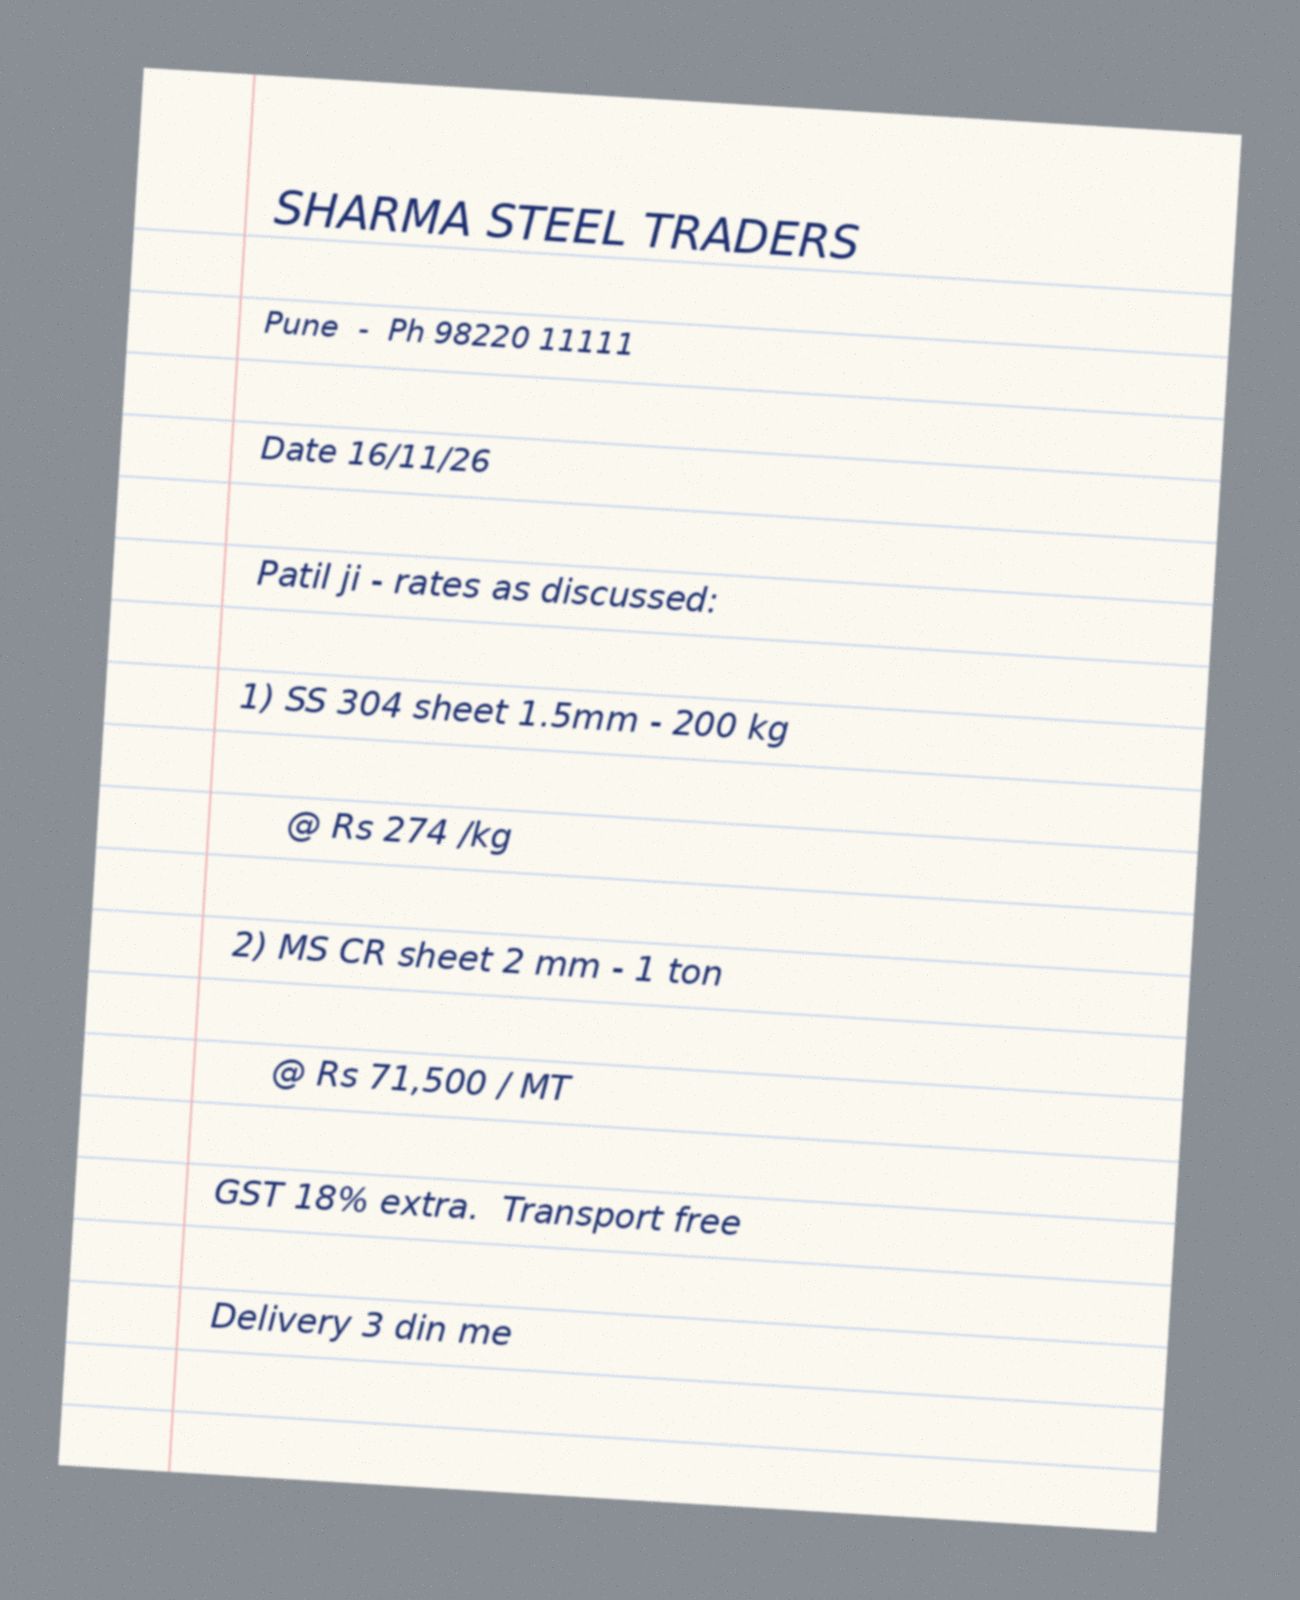 SHARMA STEEL TRADERS
Pune - Ph 98220 11111
Date 16/11/26
Patil ji - rates as discussed:
1) SS 304 sheet 1.5mm - 200 kg
@ Rs 274 /kg
2) MS CR sheet 2 mm - 1 ton
@ Rs 71,500 / MT
GST 18% extra. Transport free
Delivery 3 din me